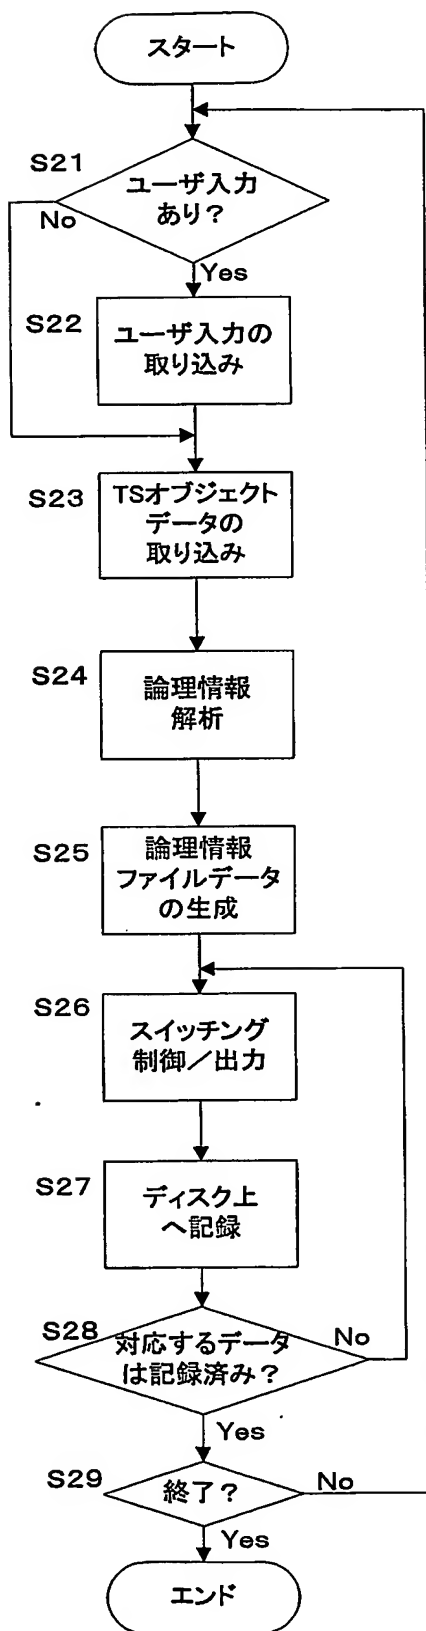 スタート
S21
ユーザ入力
あり?
No
Yes
S22
ユーザ入力の
取り込み
S23
TSオブジェクト
データの
取り込み
S24
論理情報
解析
S25
論理情報
ファイルデータ
の生成
S26
スイッチング
制御/出力
S27
ディスク上
へ記録
S28
対応するデータ
は記録済み?
No
Yes
S29
終了?
No
Yes
エンド